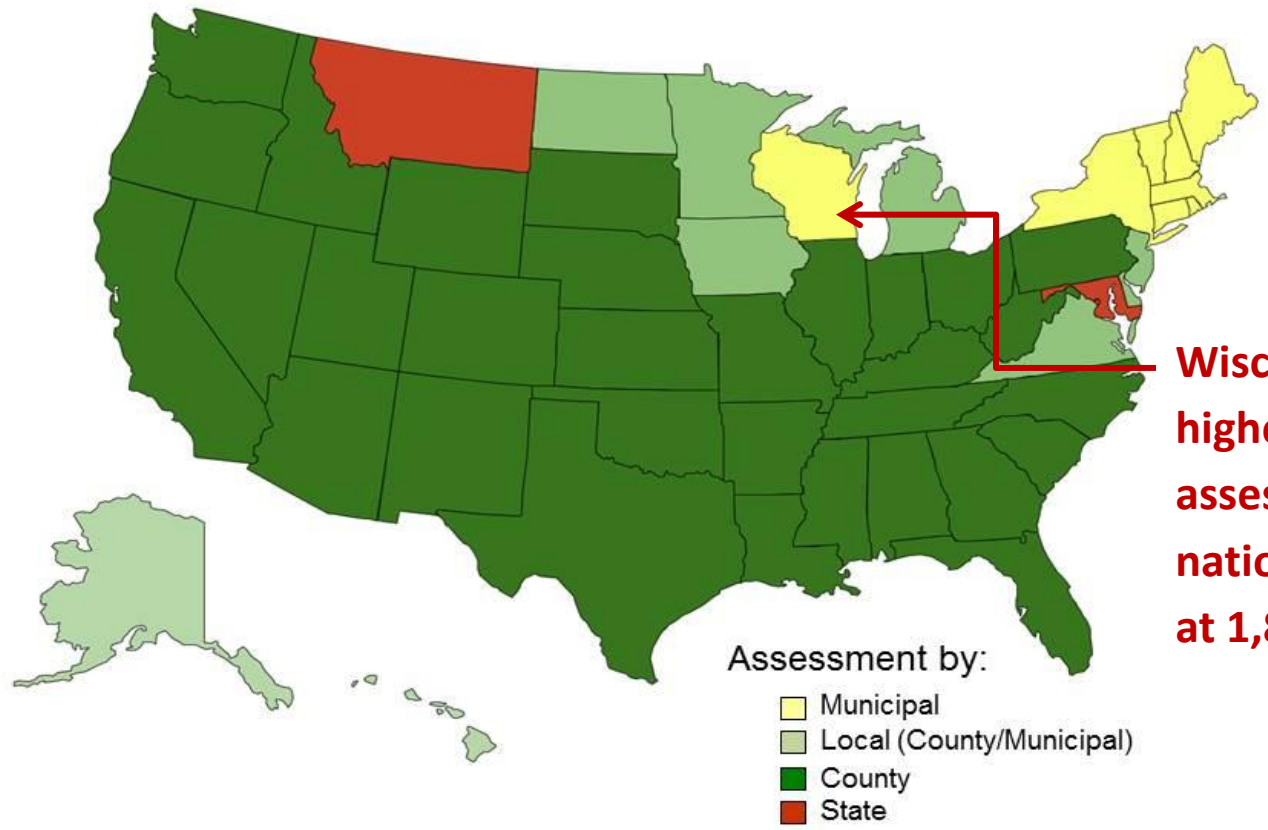 Wisc
highe
asses
natio
at 1,8
Assessment by:
Municipal
Local (County/Municipal)
County
State